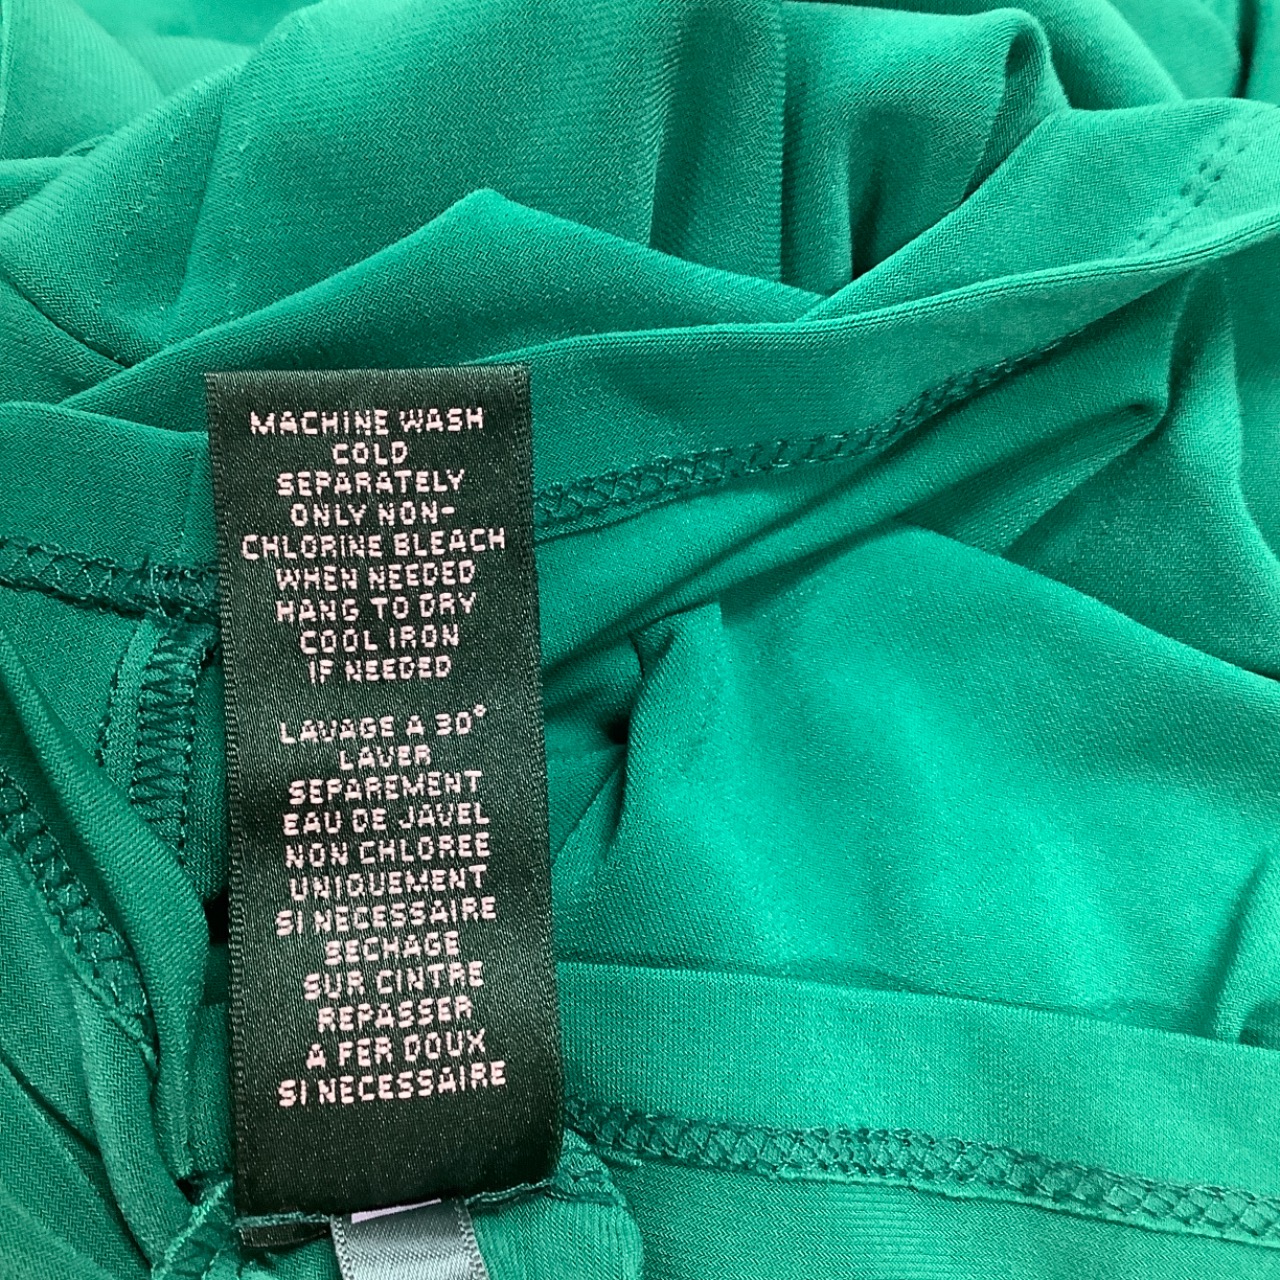 MACHINE WASH
COLD
SEPARATELY
ONLY NON-
CHLORINE BLEACH
WHEN NEEDED
HANG TO DRY
COOL IRON
IF NEEDED
LAVAGE A 30°
LAVER
SEPAREMENT
EAU DE JAVEL
NON CHLOREE
UNIQUEMENT
SI NECESSAIRE
SECHAGE
SUR CINTRE
REPASSER
A FER DOUX
SI NECESSAIRE